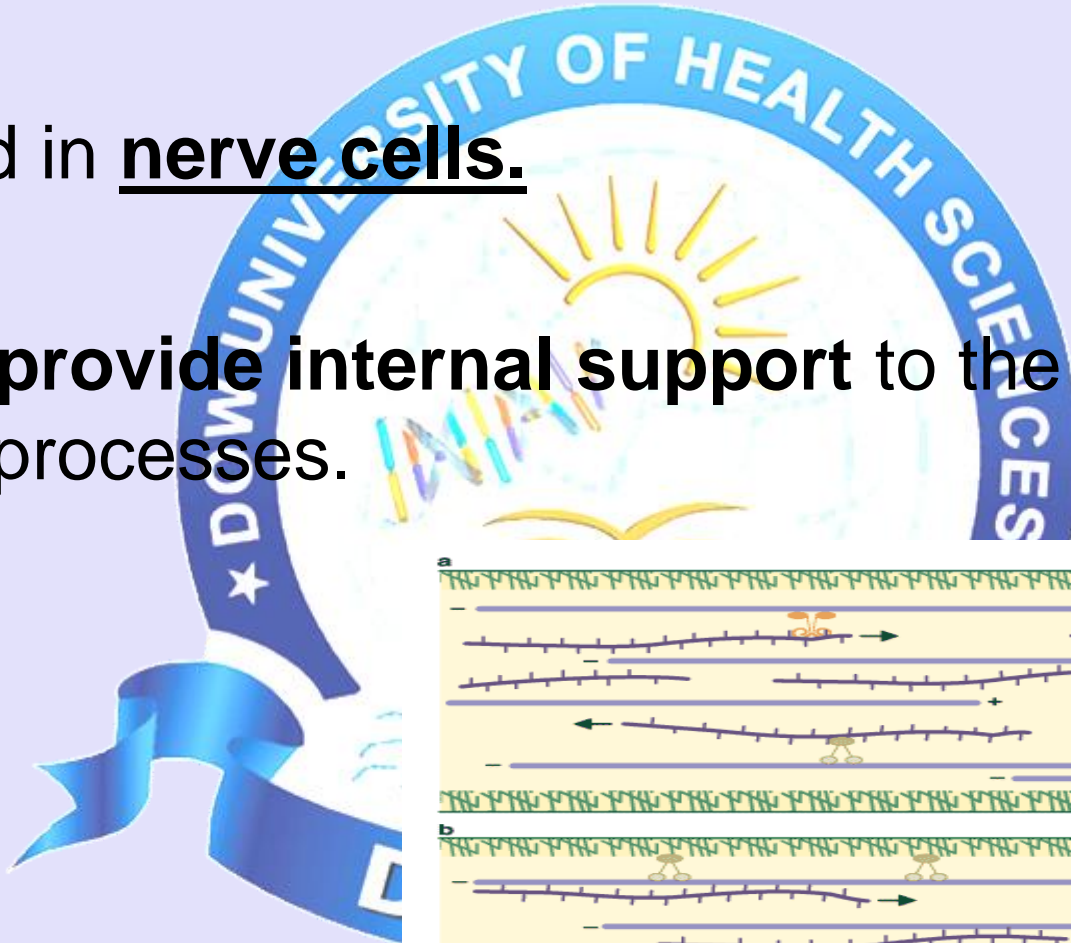 d in nerve cells.
provide internal support to the
processes.
★ DOW UNIVERSITY OF HEALTH SCIENCES
a
−
−
+
−
−
b
−
−